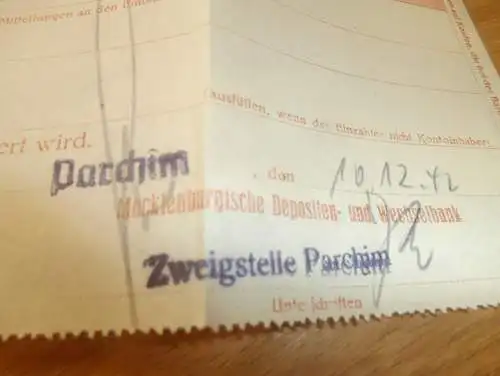 Mitteilungen an den
(ausfüllen, wenn der Einzahler nicht Kontoinhaber)
ert wird.
Parchim , den 10.12.42
Mecklenburgische Depositen- und Wechselbank
Zweigstelle Parchim
Unterschriften